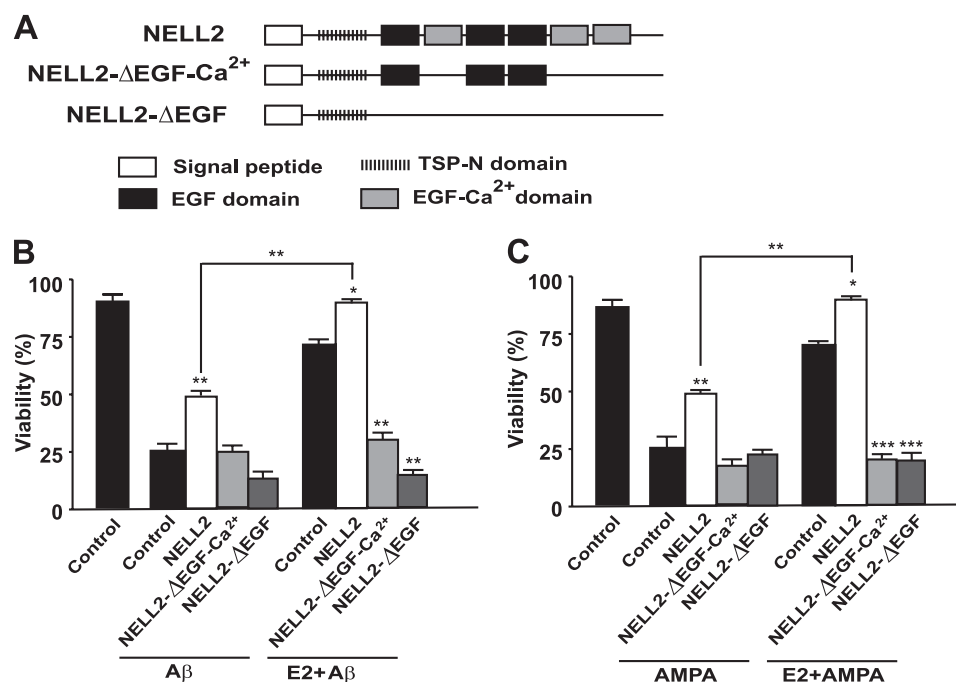 A
NELL2
NELL2-ΔEGF-Ca²⁺
NELL2-ΔEGF
Signal peptide
TSP-N domain
EGF domain
EGF-Ca²⁺domain
B
**
100
75
50
25
0
Viability (%)
**
*
**
**
Control
Control
NELL2
NELL2-ΔEGF-Ca²⁺
NELL2-ΔEGF
Control
NELL2
NELL2-ΔEGF-Ca²⁺
NELL2-ΔEGF
Aβ
E2+Aβ
C
**
100
75
50
25
0
Viability (%)
**
*
***
***
Control
Control
NELL2
NELL2-ΔEGF-Ca²⁺
NELL2-ΔEGF
Control
NELL2
NELL2-ΔEGF-Ca²⁺
NELL2-ΔEGF
AMPA
E2+AMPA